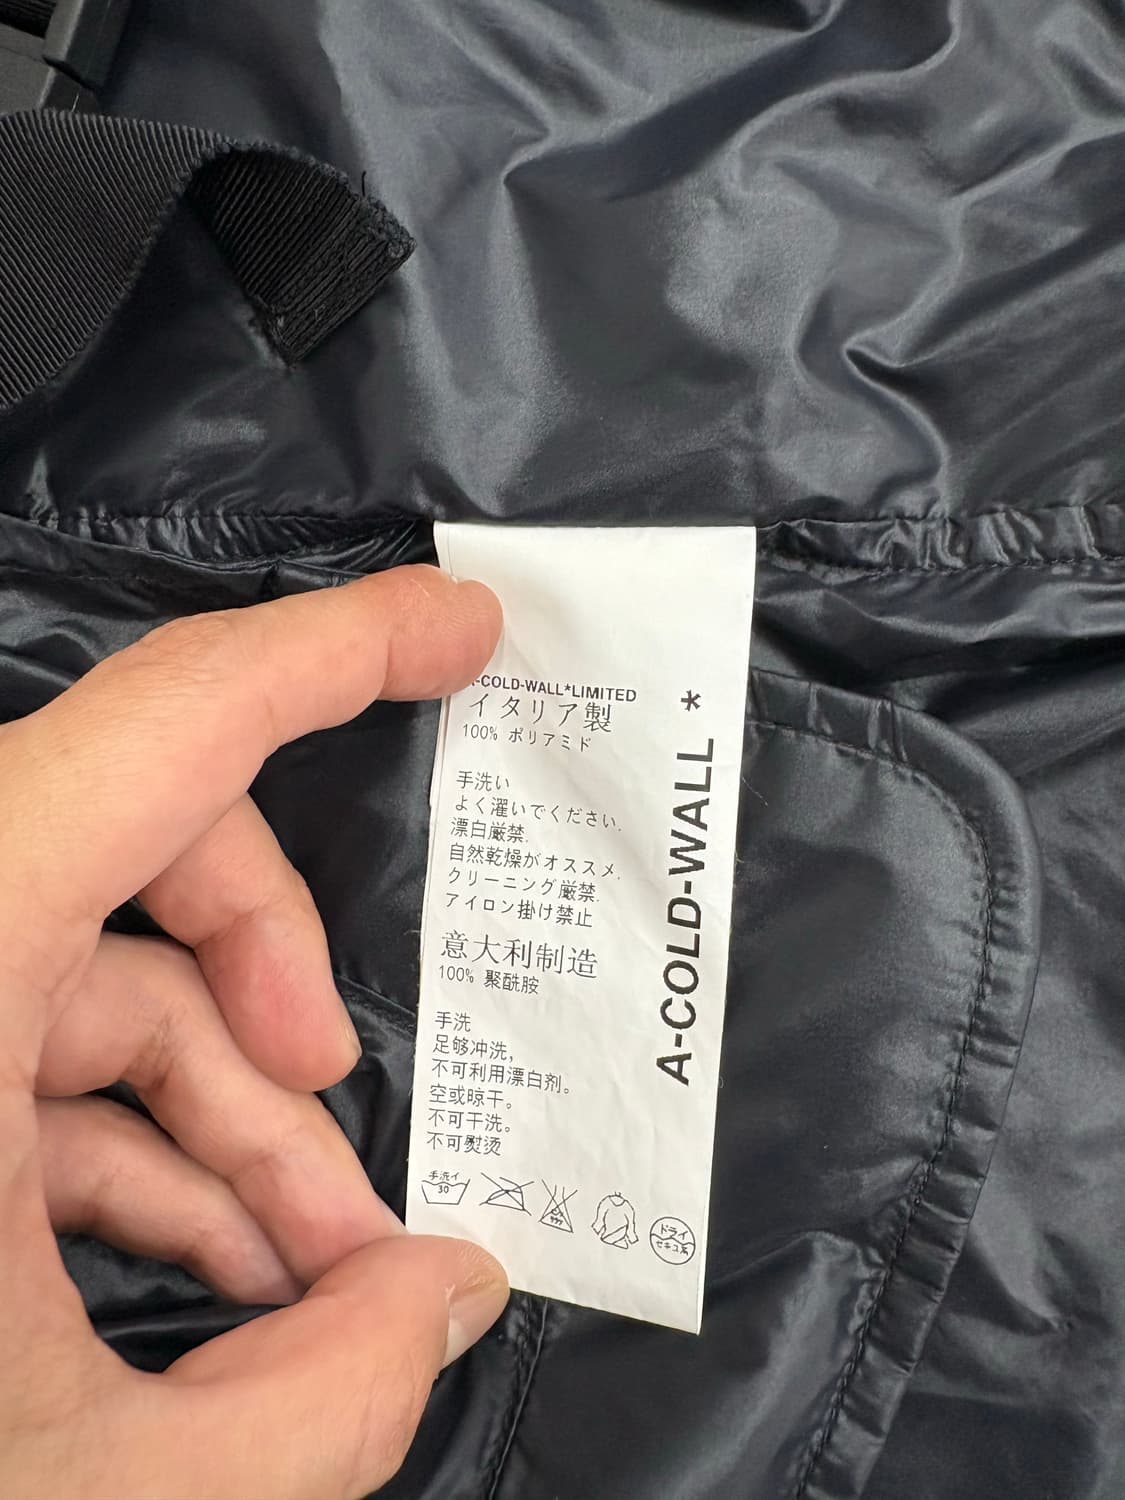 -COLD-WALL*LIMITED
イタリア製
100% ポリアミド
手洗い
よく濯いでください.
漂白厳禁.
自然乾燥がオススメ.
クリーニング厳禁.
アイロン掛け禁止
意大利制造
100% 聚酰胺
手洗
足够冲洗,
不可利用漂白剂。
空或晾干。
不可干洗。
不可熨烫
手洗イ
30
ドライ
セキユ系
A-COLD-WALL *